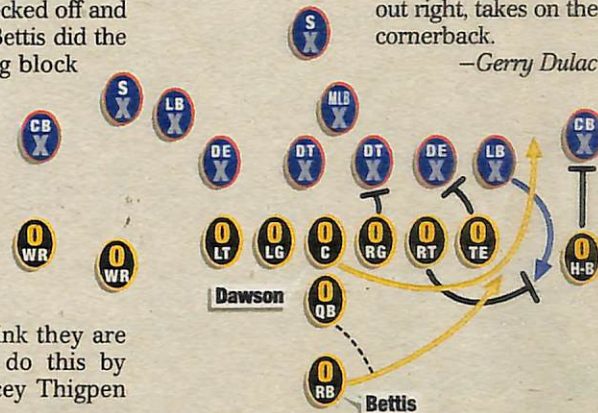 cked off and
Bettis did the
g block
out right, takes on the
cornerback.
–Gerry Dulac
S
X
S
X
LB
X
MLB
X
CB
X
CB
X
DE
X
DT
X
DT
X
DE
X
LB
X
O
WR
O
WR
O
LT
O
LG
O
C
O
RG
O
RT
O
TE
O
H-B
Dawson
O
QB
O
RB
Bettis
nk they are
do this by
ey Thigpen